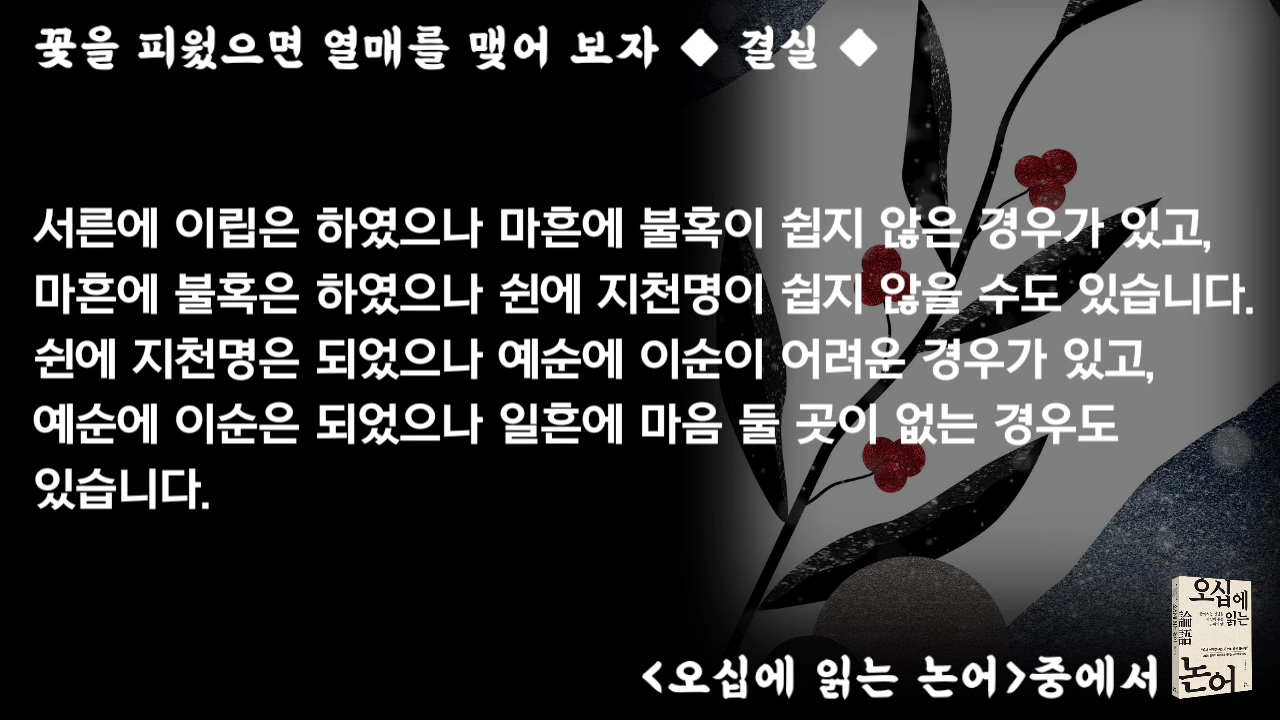 꽃을 피웠으면 열매를 맺어 보자 ◆ 결실 ◆
서른에 이립은 하였으나 마흔에 불혹이 쉽지 않은 경우가 있고,
마흔에 불혹은 하였으나 쉰에 지천명이 쉽지 않을 수도 있습니다.
쉰에 지천명은 되었으나 예순에 이순이 어려운 경우가 있고,
예순에 이순은 되었으나 일흔에 마음 둘 곳이 없는 경우도
있습니다.
<오십에 읽는 논어>중에서
오십에
읽는
論語
논어